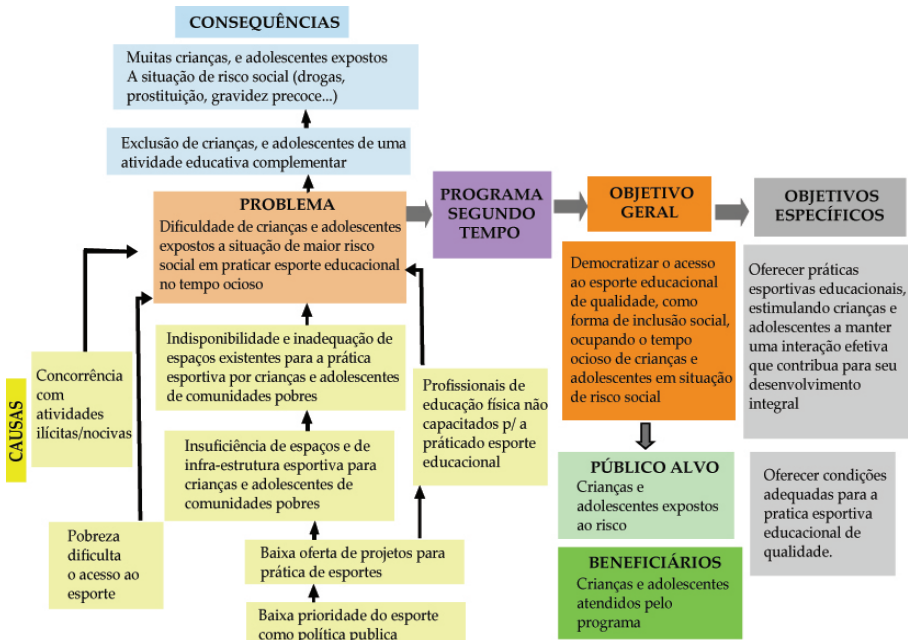 CONSEQUÊNCIAS
Muitas crianças, e adolescentes expostos
A situação de risco social (drogas,
prostituição, gravidez precoce...)
Exclusão de crianças, e adolescentes de uma
atividade educativa complementar
PROBLEMA
Dificuldade de crianças e adolescentes
expostos a situação de maior risco
social em praticar esporte educacional
no tempo ocioso
PROGRAMA
SEGUNDO
TEMPO
OBJETIVO
GERAL
OBJETIVOS
ESPECÍFICOS
Democratizar o acesso
ao esporte educacional
de qualidade, como
forma de inclusão social,
ocupando o tempo
ocioso de crianças e
adolescentes em situação
de risco social
Oferecer práticas
esportivas educacionais,
estimulando crianças e
adolescentes a manter
uma interação efetiva
que contribua para seu
desenvolvimento
integral
CAUSAS
Concorrência
com
atividades
ilícitas/nocivas
Indisponibilidade e inadequação de
espaços existentes para a prática
esportiva por crianças e adolescentes
de comunidades pobres
Profissionais de
educação física não
capacitados p/ a
práticado esporte
educacional
Insuficiência de espaços e de
infra-estrutura esportiva para
crianças e adolescentes de
comunidades pobres
PÚBLICO ALVO
Crianças e
adolescentes expostos
ao risco
Oferecer condições
adequadas para a
pratica esportiva
educacional de
qualidade.
Pobreza
dificulta
o acesso ao
esporte
Baixa oferta de projetos para
prática de esportes
BENEFICIÁRIOS
Crianças e adolescentes
atendidos pelo
programa
Baixa prioridade do esporte
como política publica